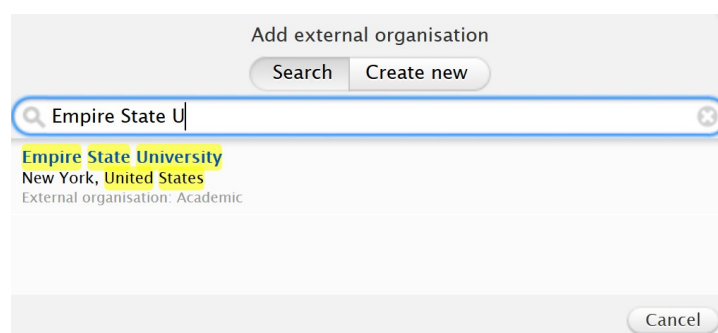 Add external organisation
Search Create new
Empire State U
Empire State University
New York, United States
External organisation: Academic
Cancel